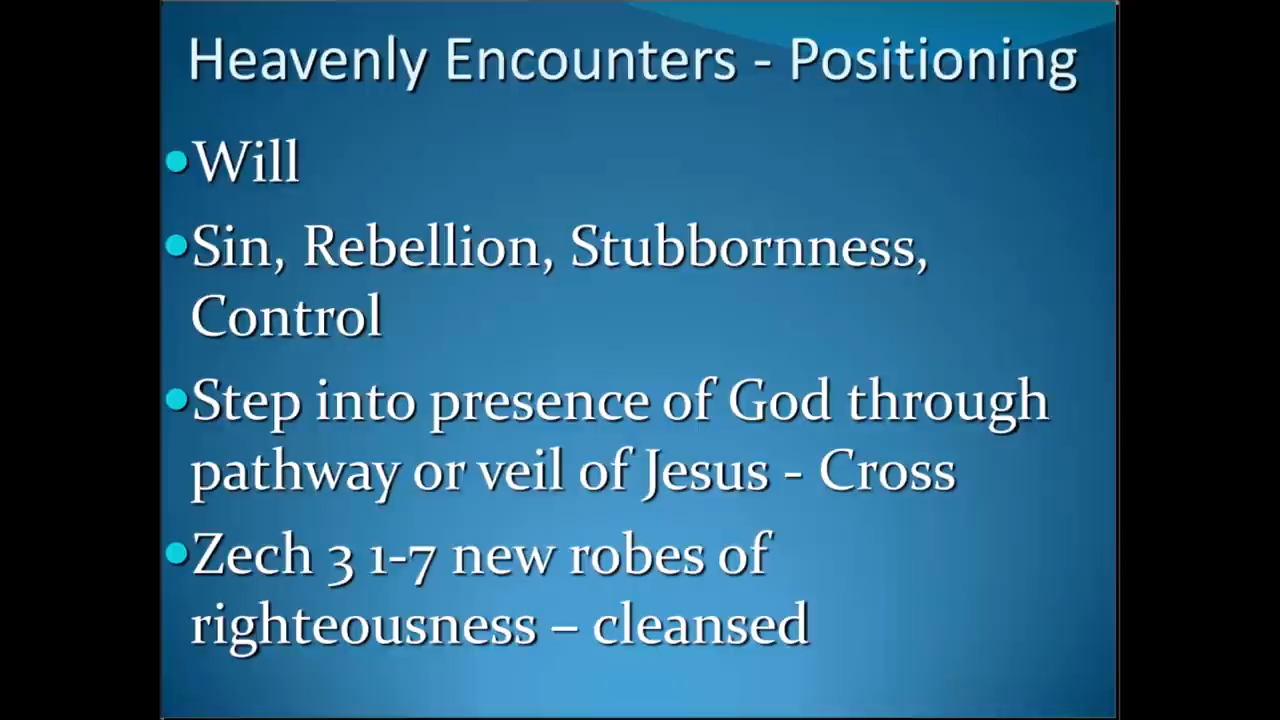 Heavenly Encounters - Positioning
•Will
•Sin, Rebellion, Stubbornness,
Control
•Step into presence of God through
pathway or veil of Jesus - Cross
•Zech 3 1-7 new robes of
righteousness – cleansed